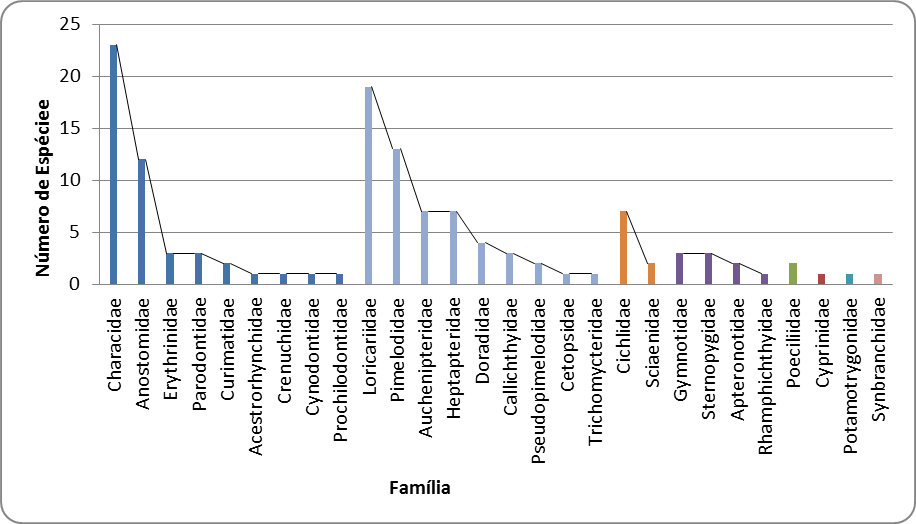 Número de Espéciee
25
20
15
10
5
0
Characidae
Anostomidae
Erythrinidae
Parodontidae
Curimatidae
Acestrorhynchidae
Crenuchidae
Cynodontidae
Prochilodontidae
Loricariidae
Pimelodidae
Auchenipteridae
Heptapteridae
Doradidae
Callichthyidae
Pseudopimelodidae
Cetopsidae
Trichomycteridae
Cichlidae
Sciaenidae
Gymnotidae
Sternopygidae
Apteronotidae
Rhamphichthyidae
Poeciliidae
Cyprinidae
Potamotrygonidae
Synbranchidae
Família